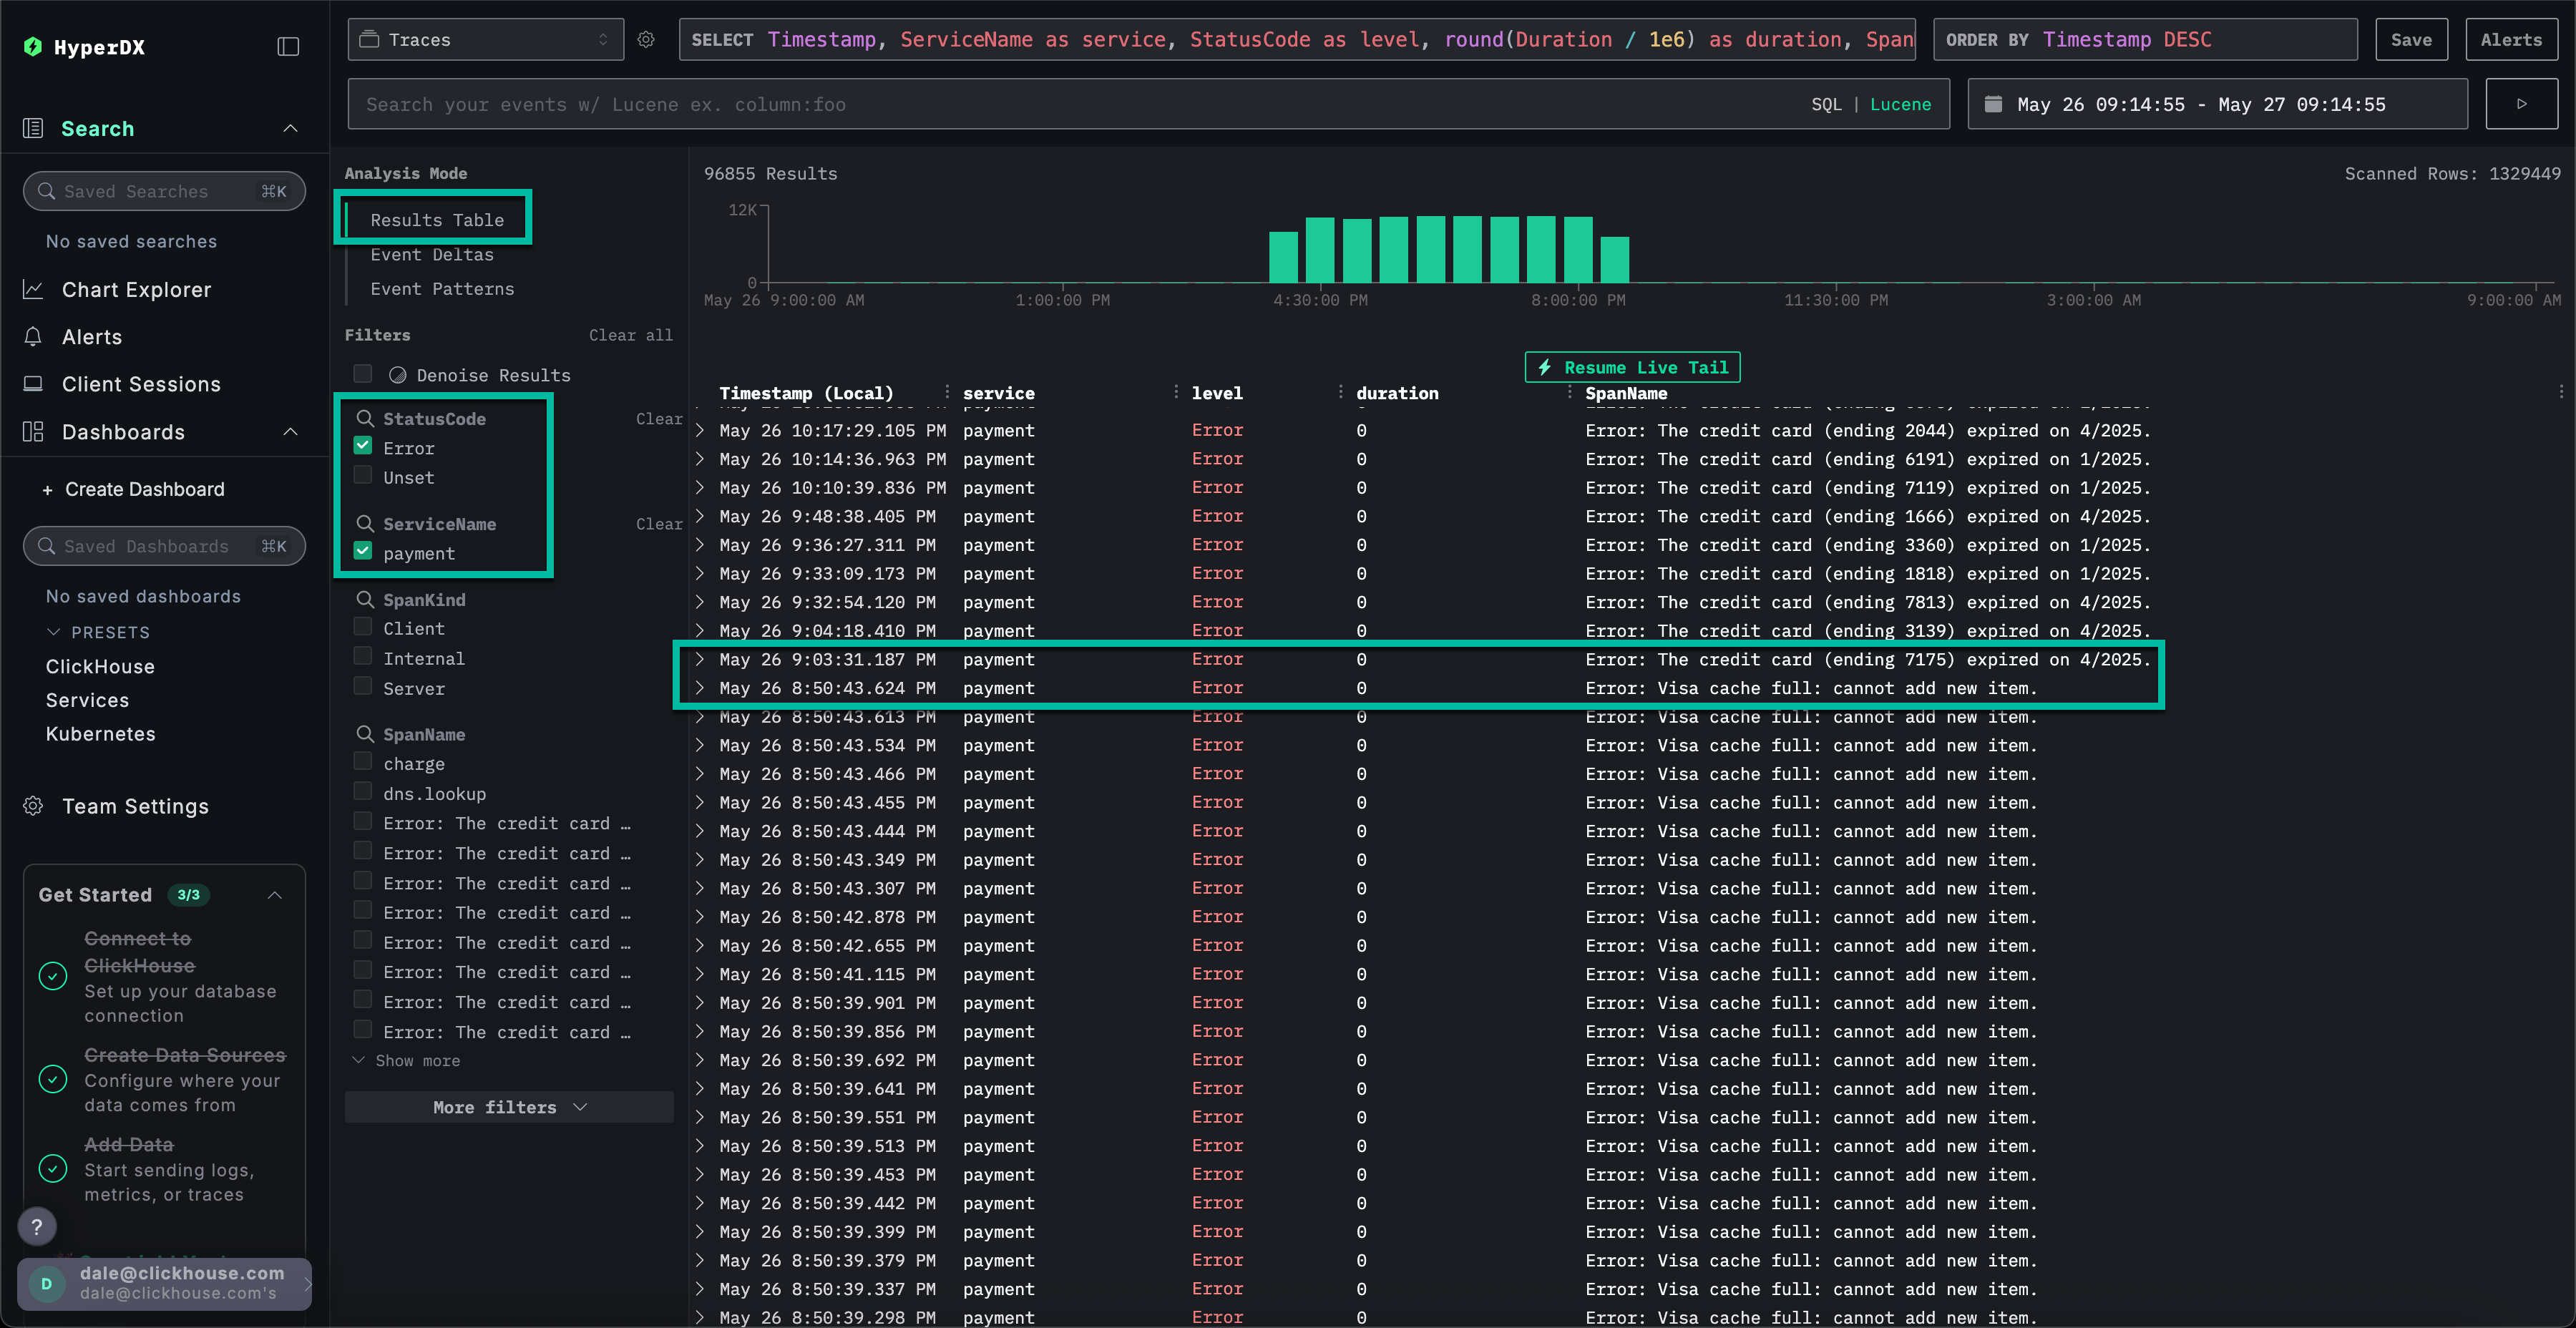 HyperDX
Search
Saved Searches ⌘K
No saved searches
Chart Explorer
Alerts
Client Sessions
Dashboards
+ Create Dashboard
Saved Dashboards ⌘K
No saved dashboards
PRESETS
ClickHouse
Services
Kubernetes
Team Settings
Get Started 3/3
Connect to
ClickHouse
Set up your database
connection
Create Data Sources
Configure where your
data comes from
Add Data
Start sending logs,
metrics, or traces
?
D
dale@clickhouse.com
dale@clickhouse.com's
Traces
SELECT Timestamp, ServiceName as service, StatusCode as level, round(Duration / 1e6) as duration, Span
ORDER BY Timestamp DESC
Save
Alerts
Search your events w/ Lucene ex. column:foo
SQL | Lucene
May 26 09:14:55 - May 27 09:14:55
Analysis Mode
Results Table
Event Deltas
Event Patterns
Filters Clear all
Denoise Results
StatusCode Clear
Error
Unset
ServiceName Clear
payment
SpanKind
Client
Internal
Server
SpanName
charge
dns.lookup
Error: The credit card …
Error: The credit card …
Error: The credit card …
Error: The credit card …
Error: The credit card …
Error: The credit card …
Error: The credit card …
Error: The credit card …
Show more
More filters
96855 Results
Scanned Rows: 1329449
12K
0
May 26 9:00:00 AM 1:00:00 PM 4:30:00 PM 8:00:00 PM 11:30:00 PM 3:00:00 AM 9:00:00 AM
Resume Live Tail
Timestamp (Local) service level duration SpanName
May 26 10:17:29.105 PM payment Error 0 Error: The credit card (ending 2044) expired on 4/2025.
May 26 10:14:36.963 PM payment Error 0 Error: The credit card (ending 6191) expired on 1/2025.
May 26 10:10:39.836 PM payment Error 0 Error: The credit card (ending 7119) expired on 1/2025.
May 26 9:48:38.405 PM payment Error 0 Error: The credit card (ending 1666) expired on 4/2025.
May 26 9:36:27.311 PM payment Error 0 Error: The credit card (ending 3360) expired on 1/2025.
May 26 9:33:09.173 PM payment Error 0 Error: The credit card (ending 1818) expired on 1/2025.
May 26 9:32:54.120 PM payment Error 0 Error: The credit card (ending 7813) expired on 4/2025.
May 26 9:04:18.410 PM payment Error 0 Error: The credit card (ending 3139) expired on 4/2025.
May 26 9:03:31.187 PM payment Error 0 Error: The credit card (ending 7175) expired on 4/2025.
May 26 8:50:43.624 PM payment Error 0 Error: Visa cache full: cannot add new item.
May 26 8:50:43.613 PM payment Error 0 Error: Visa cache full: cannot add new item.
May 26 8:50:43.534 PM payment Error 0 Error: Visa cache full: cannot add new item.
May 26 8:50:43.466 PM payment Error 0 Error: Visa cache full: cannot add new item.
May 26 8:50:43.455 PM payment Error 0 Error: Visa cache full: cannot add new item.
May 26 8:50:43.444 PM payment Error 0 Error: Visa cache full: cannot add new item.
May 26 8:50:43.349 PM payment Error 0 Error: Visa cache full: cannot add new item.
May 26 8:50:43.307 PM payment Error 0 Error: Visa cache full: cannot add new item.
May 26 8:50:42.878 PM payment Error 0 Error: Visa cache full: cannot add new item.
May 26 8:50:42.655 PM payment Error 0 Error: Visa cache full: cannot add new item.
May 26 8:50:41.115 PM payment Error 0 Error: Visa cache full: cannot add new item.
May 26 8:50:39.901 PM payment Error 0 Error: Visa cache full: cannot add new item.
May 26 8:50:39.856 PM payment Error 0 Error: Visa cache full: cannot add new item.
May 26 8:50:39.692 PM payment Error 0 Error: Visa cache full: cannot add new item.
May 26 8:50:39.641 PM payment Error 0 Error: Visa cache full: cannot add new item.
May 26 8:50:39.551 PM payment Error 0 Error: Visa cache full: cannot add new item.
May 26 8:50:39.513 PM payment Error 0 Error: Visa cache full: cannot add new item.
May 26 8:50:39.453 PM payment Error 0 Error: Visa cache full: cannot add new item.
May 26 8:50:39.442 PM payment Error 0 Error: Visa cache full: cannot add new item.
May 26 8:50:39.399 PM payment Error 0 Error: Visa cache full: cannot add new item.
May 26 8:50:39.379 PM payment Error 0 Error: Visa cache full: cannot add new item.
May 26 8:50:39.337 PM payment Error 0 Error: Visa cache full: cannot add new item.
May 26 8:50:39.298 PM payment Error 0 Error: Visa cache full: cannot add new item.